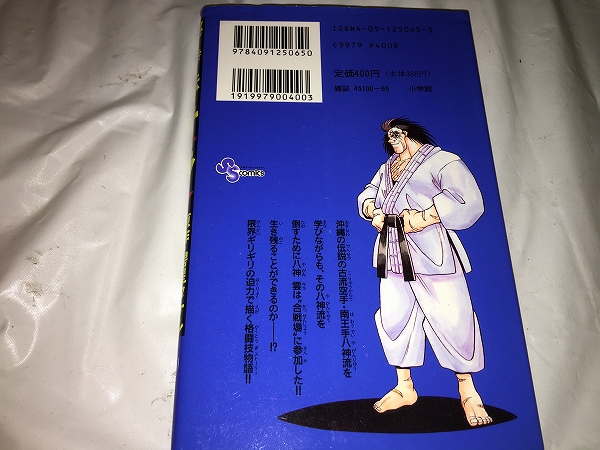 ISBN4-09-125065-5
C9979 P400E
9784091250650
定価400円(本体388円)
1919979004003
雑誌 45100-65 小学館
SS COMICS
沖縄の伝説の古流空手・南王手八神流を
学びながらも、その八神流を
倒すために八神 雲は“合戦場”に参加した!!
生き残ることができるのか──!?
限界ギリギリの迫力で描く格闘技物語!!